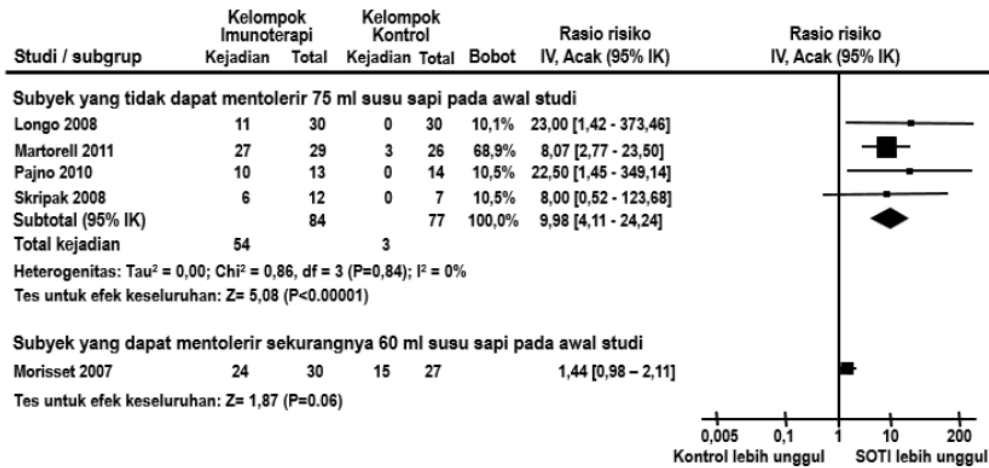 Kelompok Imunoterapi Kelompok Kontrol Rasio risiko Rasio risiko
Studi / subgrup Kejadian Total Kejadian Total Bobot IV, Acak (95% IK) IV, Acak (95% IK)
Subyek yang tidak dapat mentolerir 75 ml susu sapi pada awal studi
Longo 2008 11 30 0 30 10,1% 23,00 [1,42 - 373,46]
Martorell 2011 27 29 3 26 68,9% 8,07 [2,77 - 23,50]
Pajno 2010 10 13 0 14 10,5% 22,50 [1,45 - 349,14]
Skripak 2008 6 12 0 7 10,5% 8,00 [0,52 - 123,68]
Subtotal (95% IK) 84 77 100,0% 9,98 [4,11 - 24,24]
Total kejadian 54 3
Heterogenitas: Tau² = 0,00; Chi² = 0,86, df = 3 (P=0,84); I² = 0%
Tes untuk efek keseluruhan: Z= 5,08 (P<0.00001)
Subyek yang dapat mentolerir sekurangnya 60 ml susu sapi pada awal studi
Morisset 2007 24 30 15 27 1,44 [0,98 – 2,11]
Tes untuk efek keseluruhan: Z= 1,87 (P=0.06)
0,005 0,1 1 10 200
Kontrol lebih unggul SOTI lebih unggul